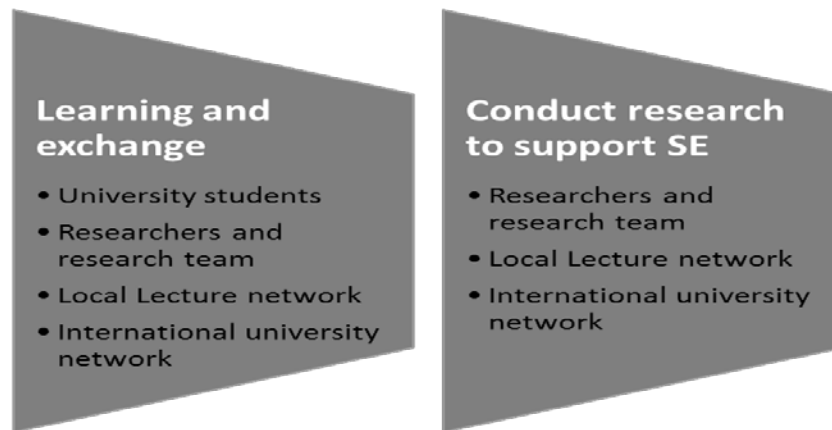 Learning and
exchange
• University students
• Researchers and
research team
• Local Lecture network
• International university
network
Conduct research
to support SE
• Researchers and
research team
• Local Lecture network
• International university
network